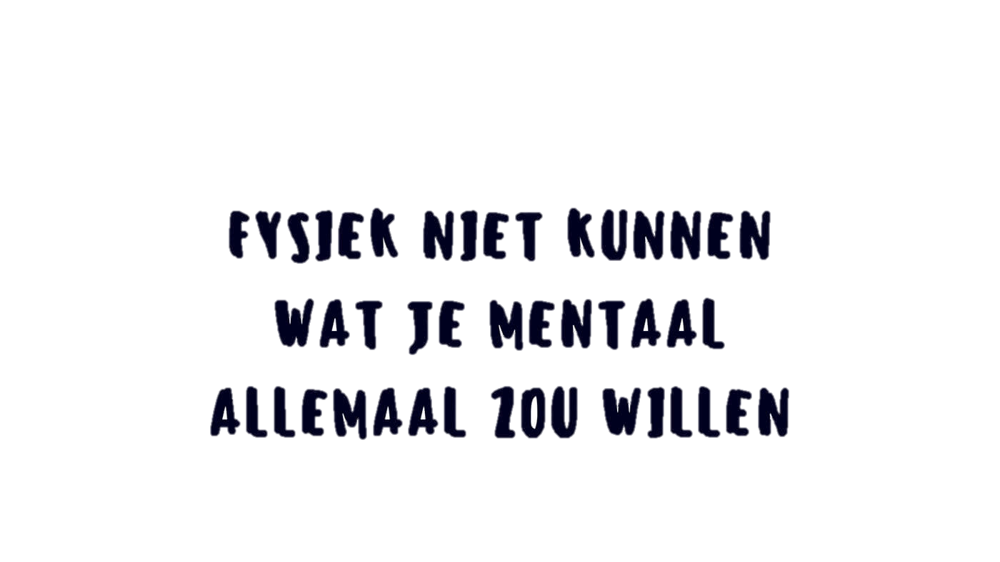 FYSIEK NIET KUNNEN
WAT JE MENTAAL
ALLEMAAL ZOU WILLEN